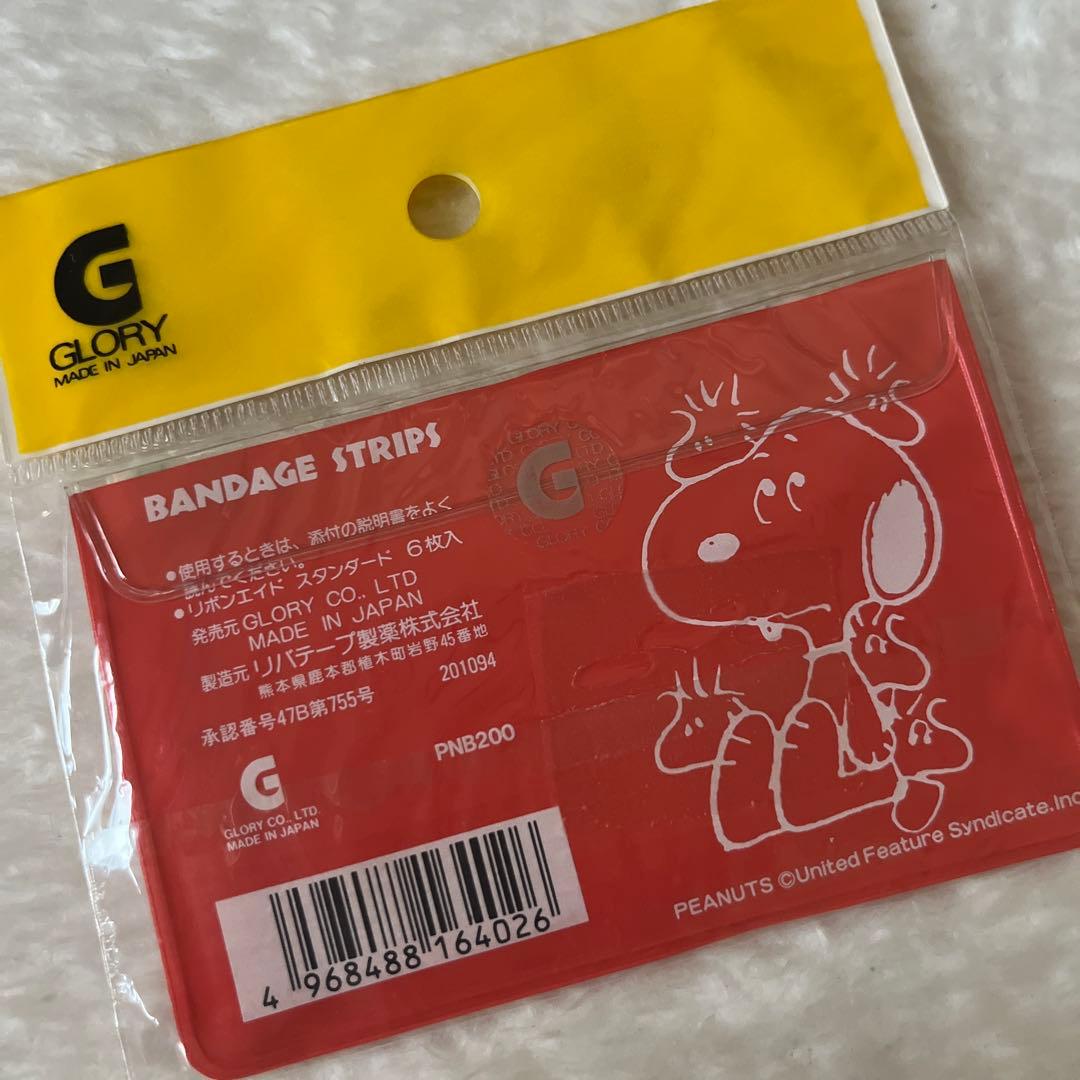 G
GLORY
MADE IN JAPAN
BANDAGE STRIPS
●使用するときは、添付の説明書をよく
読んでください。
●リボンエイド スタンダード 6枚入
発売元 GLORY CO., LTD
MADE IN JAPAN
製造元 リバテープ製薬株式会社
熊本県鹿本郡植木町岩野45番地
承認番号47B第755号 201094
PNB200
G
GLORY CO., LTD.
MADE IN JAPAN
G
4 968488 164026
PEANUTS ©United Feature Syndicate.Inc